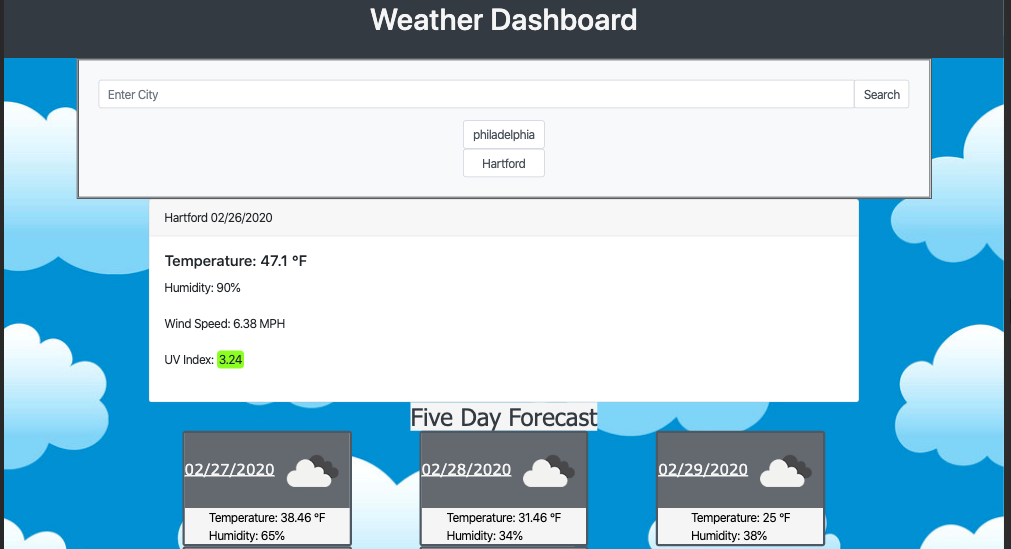 Weather Dashboard
Enter City
Search
philadelphia
Hartford
Hartford 02/26/2020
Temperature: 47.1 °F
Humidity: 90%
Wind Speed: 6.38 MPH
UV Index: 3.24
Five Day Forecast
02/27/2020
Temperature: 38.46 °F
Humidity: 65%
02/28/2020
Temperature: 31.46 °F
Humidity: 34%
02/29/2020
Temperature: 25 °F
Humidity: 38%